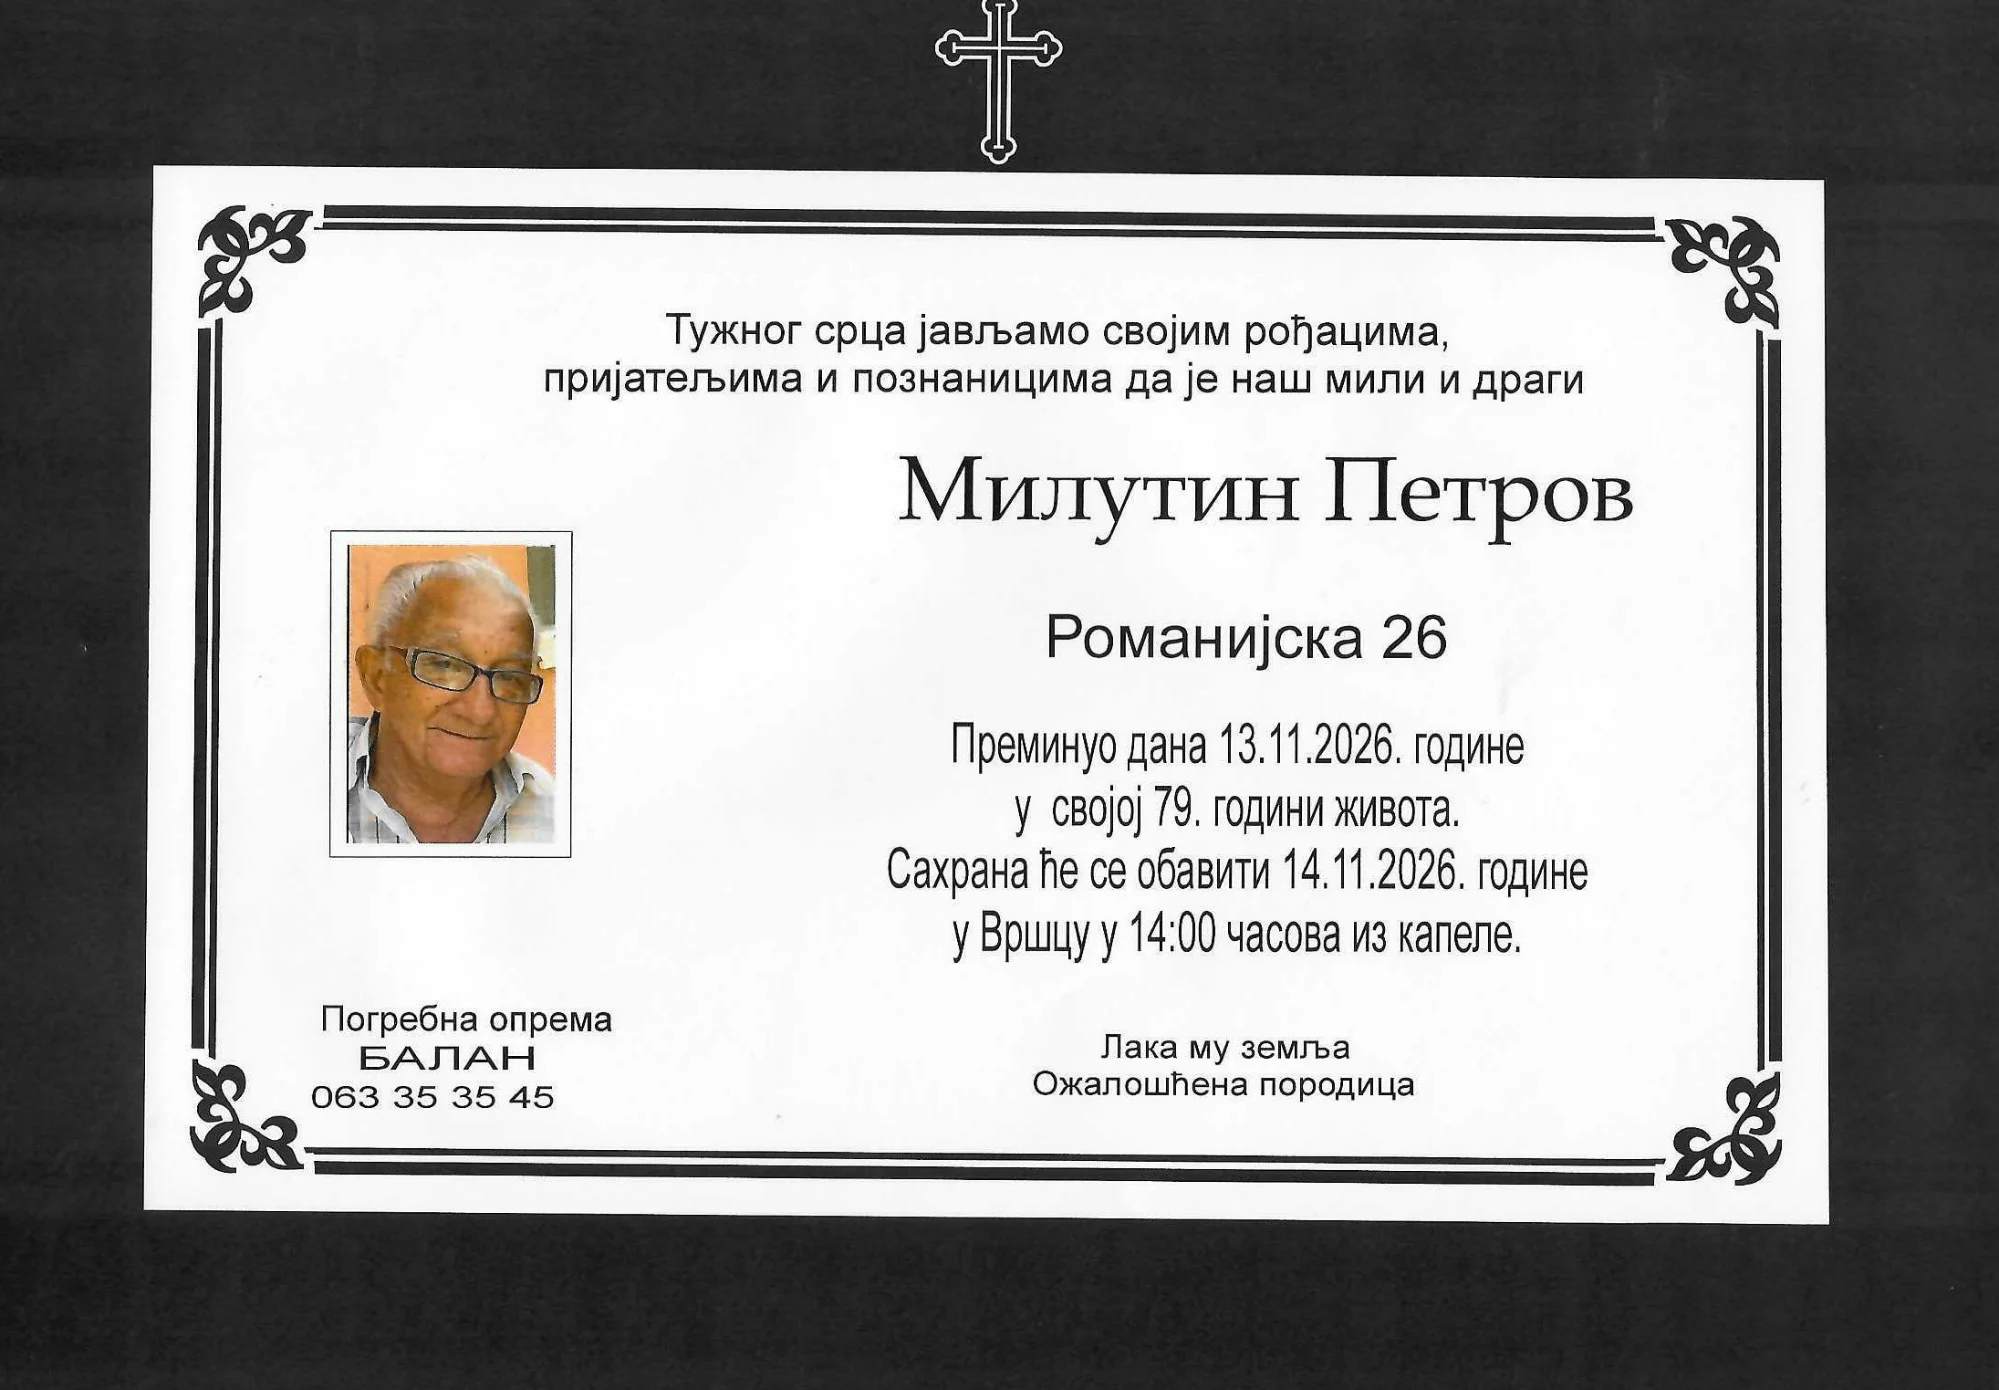 Тужног срца јављамо својим рођацима,
пријатељима и познаницима да је наш мили и драги
Милутин Петров
Романијска 26
Преминуо дана 13.11.2026. године
у својој 79. години живота.
Сахрана ће се обавити 14.11.2026. године
у Вршцу у 14:00 часова из капеле.
Погребна опрема
БАЛАН
063 35 35 45
Лака му земља
Ожалошћена породица